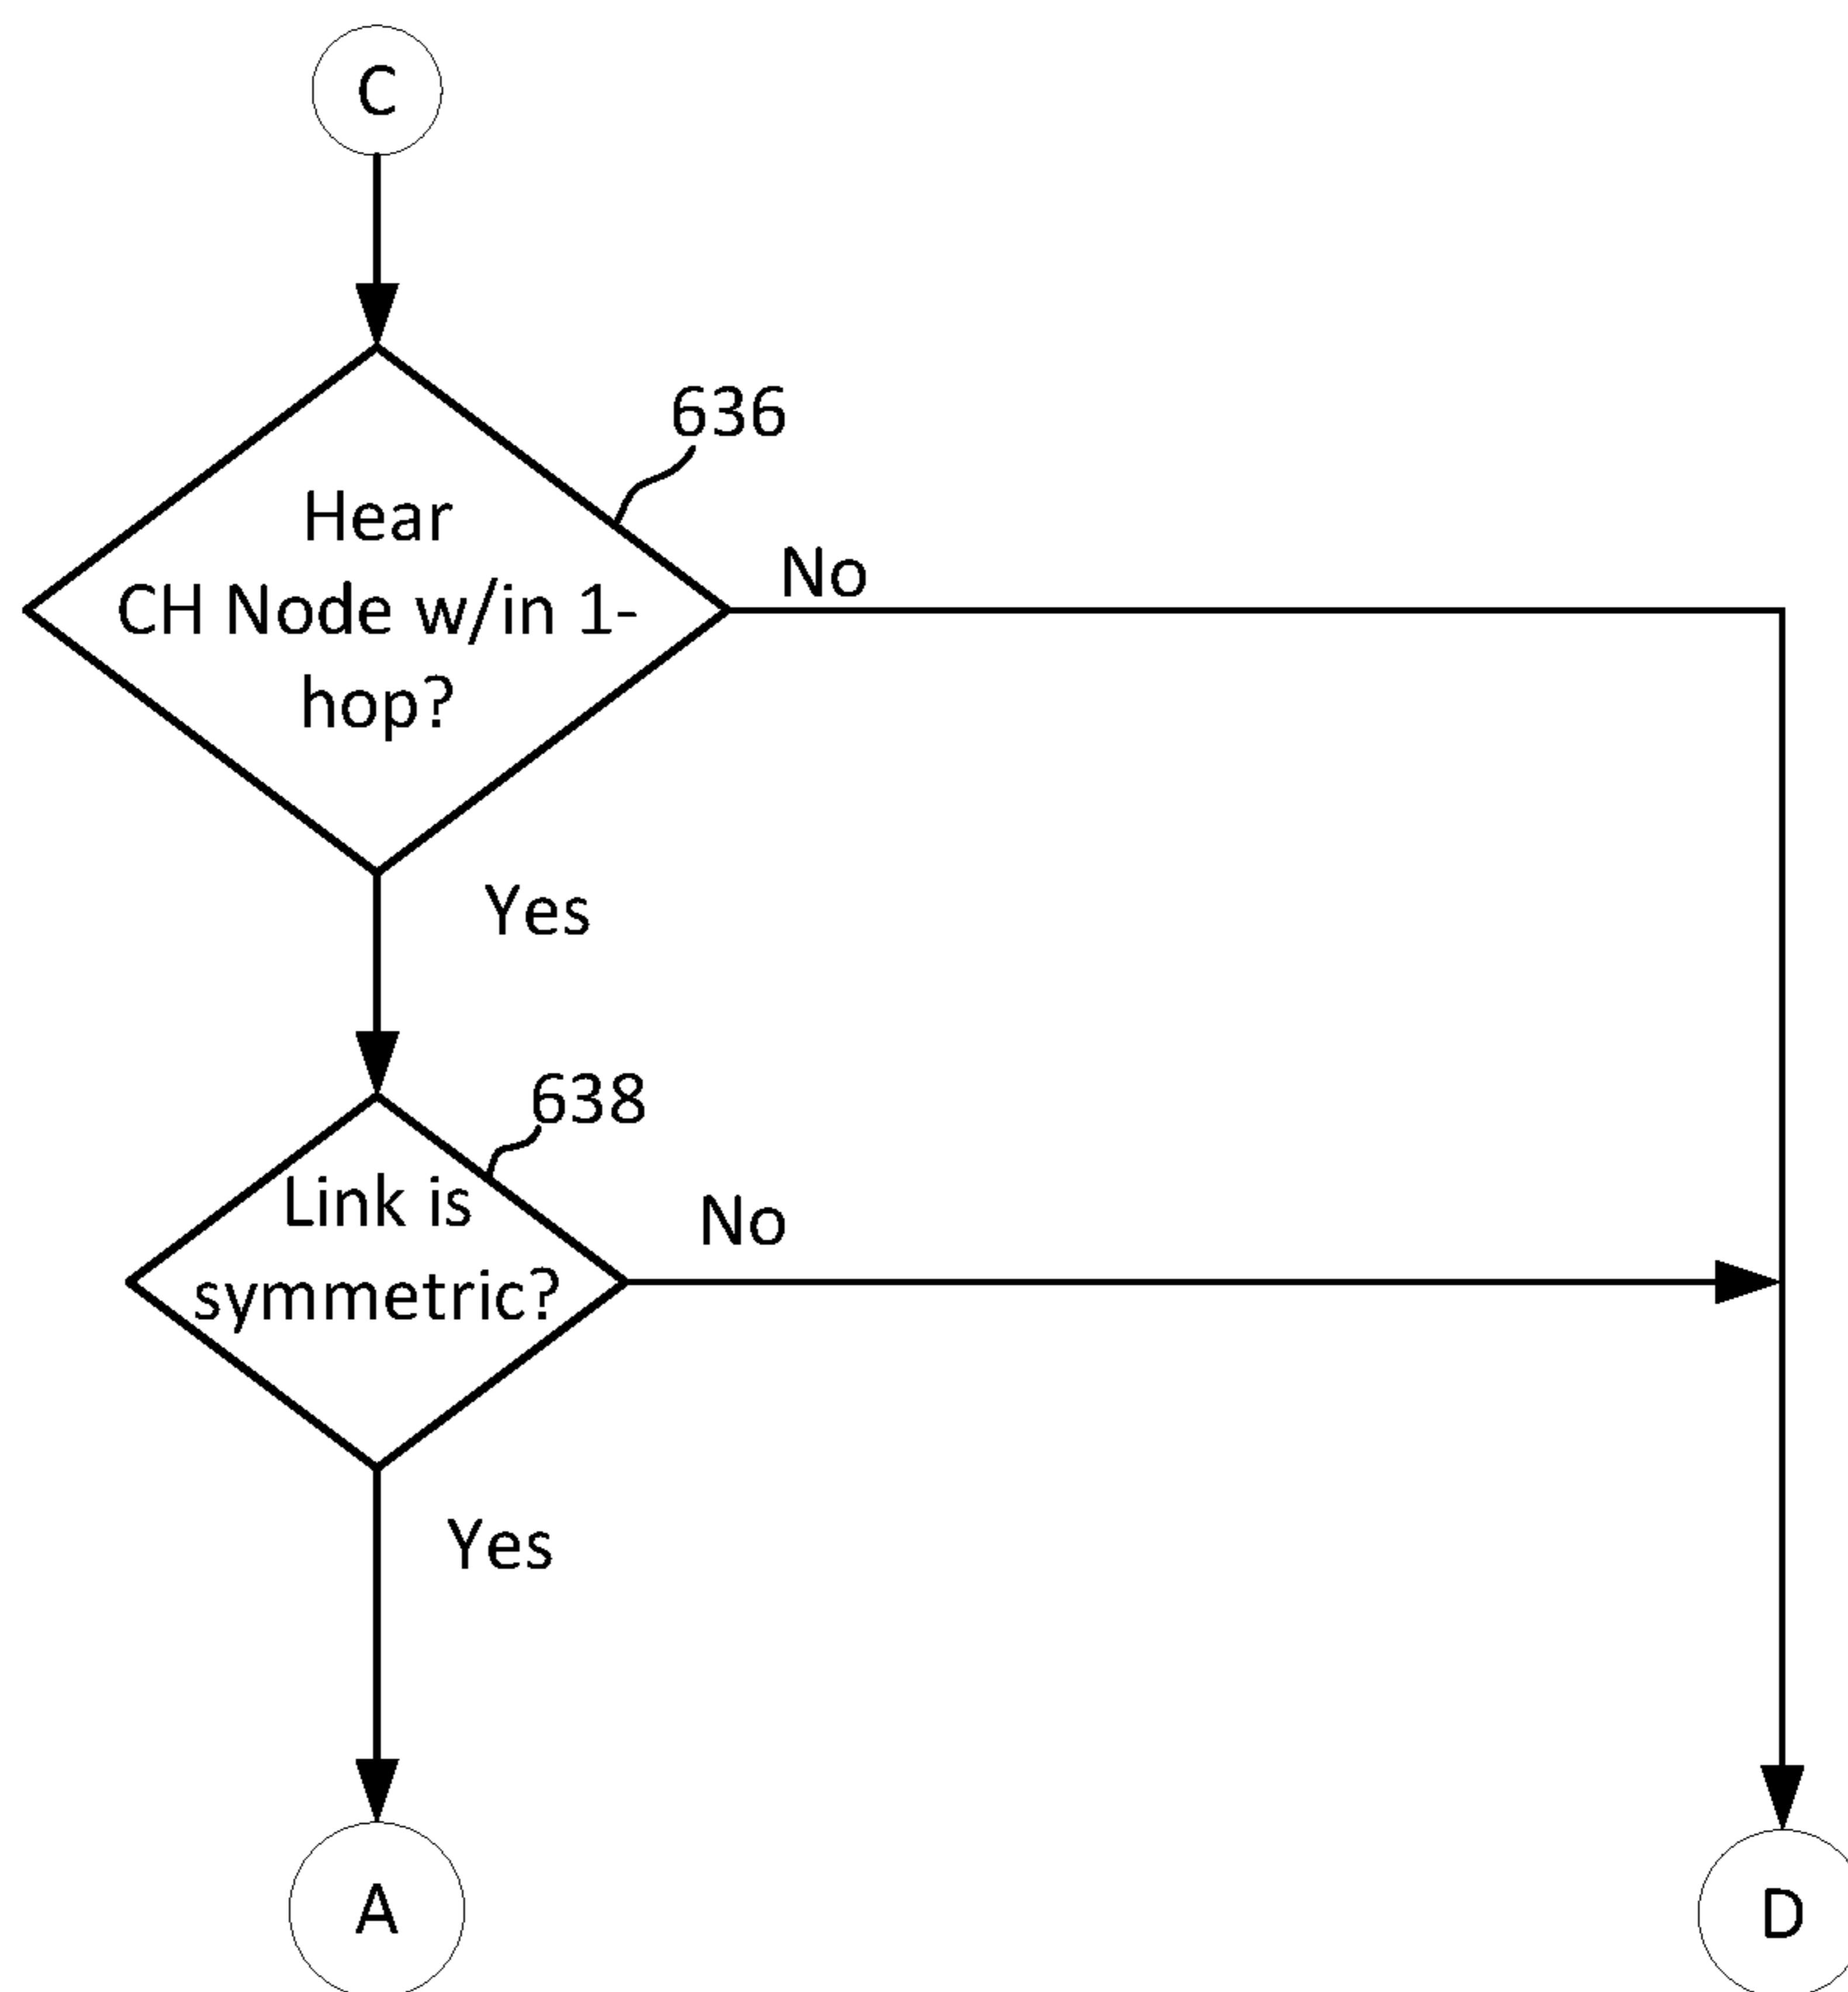 C
636
Hear
CH Node w/in 1-
hop?
No
Yes
638
Link is
symmetric?
No
Yes
A
D